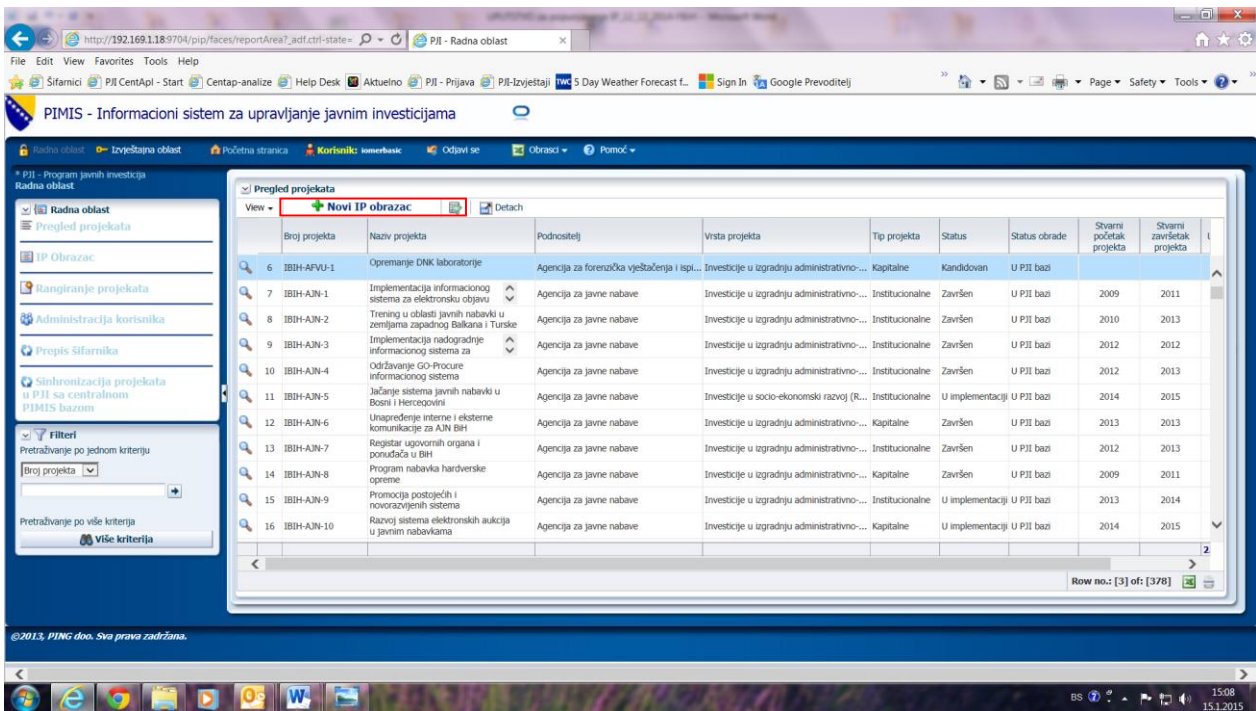 http://192.169.1.18:9704/pip/faces/reportArea?_adf.ctrl-state=
PJI - Radna oblast
File Edit View Favorites Tools Help
Šifarnici PJI CentApl - Start Centap-analize Help Desk Aktuelno PJI - Prijava PJI-Izvještaji TWC 5 Day Weather Forecast f... Sign In Google Prevoditelj
Page Safety Tools
PIMIS - Informacioni sistem za upravljanje javnim investicijama
Radna oblast Izvještajna oblast Početna stranica Korisnik: iomerbasic Odjavi se Obrasci Pomoć
* PJI - Program javnih investicija
Radna oblast
Radna oblast
Pregled projekata
IP Obrazac
Rangiranje projekata
Administracija korisnika
Prepis šifarnika
Sinhronizacija projekata
u PJI sa centralnom
PIMIS bazom
Filteri
Pretraživanje po jednom kriteriju
Broj projekta
Pretraživanje po više kriterija
Više kriterija
Pregled projekata
View Novi IP obrazac Detach
Broj projekta Naziv projekta Podnositelj Vrsta projekta Tip projekta Status Status obrade Stvarni početak projekta Stvarni završetak projekta
6 IBIH-AFVU-1 Opremanje DNK laboratorije Agencija za forenzička vještačenja i ispi... Investicije u izgradnju administrativno-... Kapitalne Kandidovan U PJI bazi
7 IBIH-AJN-1 Implementacija informacionog sistema za elektronsku objavu Agencija za javne nabave Investicije u izgradnju administrativno-... Institucionalne Završen U PJI bazi 2009 2011
8 IBIH-AJN-2 Trening u oblasti javnih nabavki u zemljama zapadnog Balkana i Turske Agencija za javne nabave Investicije u izgradnju administrativno-... Institucionalne Završen U PJI bazi 2010 2013
9 IBIH-AJN-3 Implementacija nadogradnje informacionog sistema za Agencija za javne nabave Investicije u izgradnju administrativno-... Institucionalne Završen U PJI bazi 2012 2012
10 IBIH-AJN-4 Održavanje GO-Procure informacionog sistema Agencija za javne nabave Investicije u izgradnju administrativno-... Institucionalne Završen U PJI bazi 2012 2013
11 IBIH-AJN-5 Jačanje sistema javnih nabavki u Bosni i Hercegovini Agencija za javne nabave Investicije u socio-ekonomski razvoj (R... Institucionalne U implementaciji U PJI bazi 2014 2015
12 IBIH-AJN-6 Unapređenje interne i eksterne komunikacije za AJN BiH Agencija za javne nabave Investicije u izgradnju administrativno-... Kapitalne Završen U PJI bazi 2013 2013
13 IBIH-AJN-7 Registar ugovornih organa i ponuđača u BiH Agencija za javne nabave Investicije u izgradnju administrativno-... Institucionalne Završen U PJI bazi 2012 2013
14 IBIH-AJN-8 Program nabavka hardverske opreme Agencija za javne nabave Investicije u izgradnju administrativno-... Kapitalne Završen U PJI bazi 2009 2011
15 IBIH-AJN-9 Promocija postojećih i novorazvijenih sistema Agencija za javne nabave Investicije u izgradnju administrativno-... Institucionalne U implementaciji U PJI bazi 2013 2014
16 IBIH-AJN-10 Razvoj sistema elektronskih aukcija u javnim nabavkama Agencija za javne nabave Investicije u izgradnju administrativno-... Kapitalne U implementaciji U PJI bazi 2014 2015
2
Row no.: [3] of: [378]
©2013, PING doo. Sva prava zadržana.
BS 15:08
15.1.2015